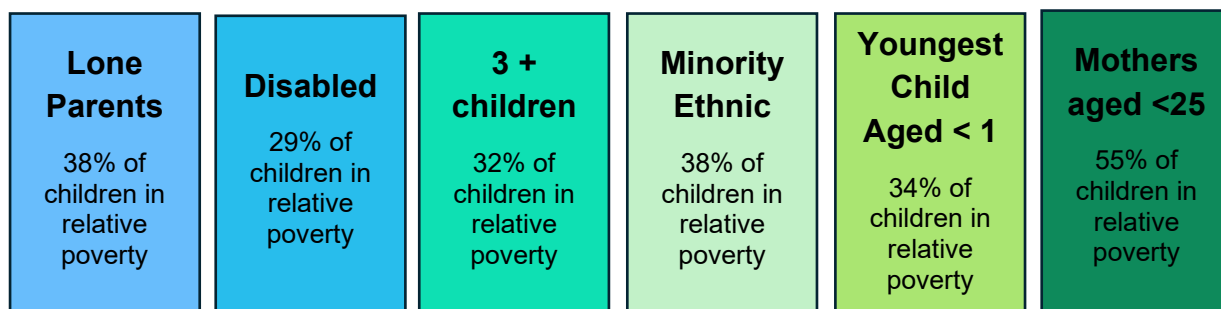 Lone
Parents
38% of
children in
relative
poverty
Disabled
29% of
children in
relative
poverty
3 +
children
32% of
children in
relative
poverty
Minority
Ethnic
38% of
children in
relative
poverty
Youngest
Child
Aged < 1
34% of
children in
relative
poverty
Mothers
aged <25
55% of
children in
relative
poverty